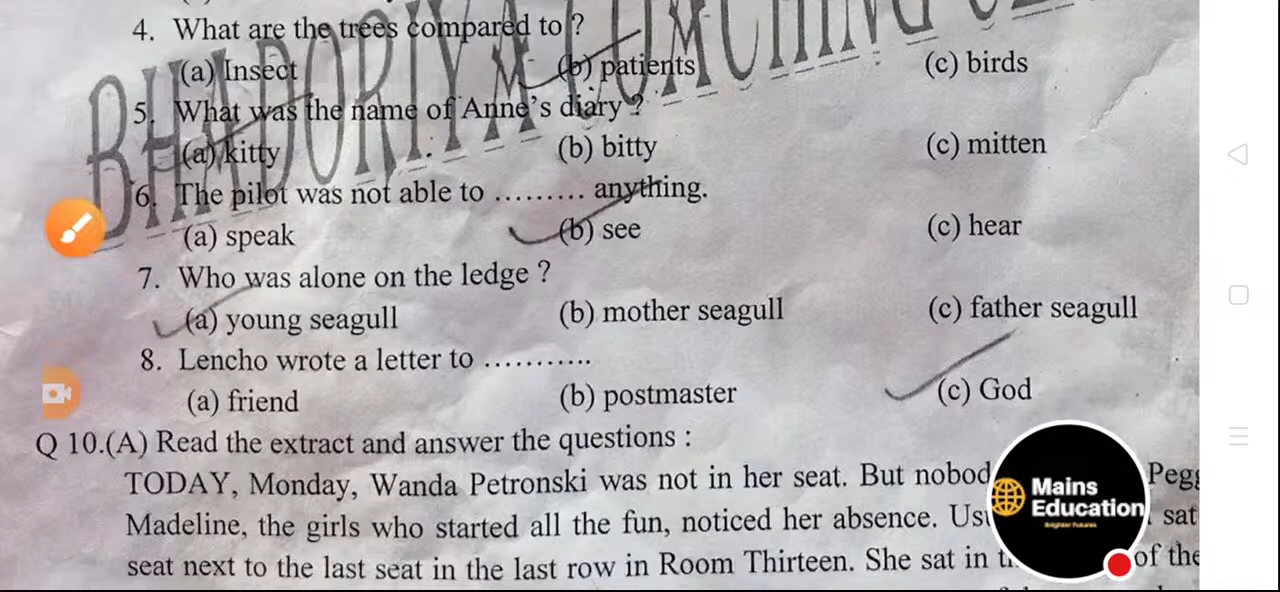 4. What are the trees compared to ?
(a) Insect (b) patients (c) birds
5. What was the name of Anne's diary ?
(a) kitty (b) bitty (c) mitten
6. The pilot was not able to ......... anything.
(a) speak (b) see (c) hear
7. Who was alone on the ledge ?
(a) young seagull (b) mother seagull (c) father seagull
8. Lencho wrote a letter to ...........
(a) friend (b) postmaster (c) God
Q 10.(A) Read the extract and answer the questions :
TODAY, Monday, Wanda Petronski was not in her seat. But nobod
Madeline, the girls who started all the fun, noticed her absence. sat
seat next to the last seat in the last row in Room Thirteen. She sat in of the
BHADORIYA COACHING
Mains
Education
Brighter Futures